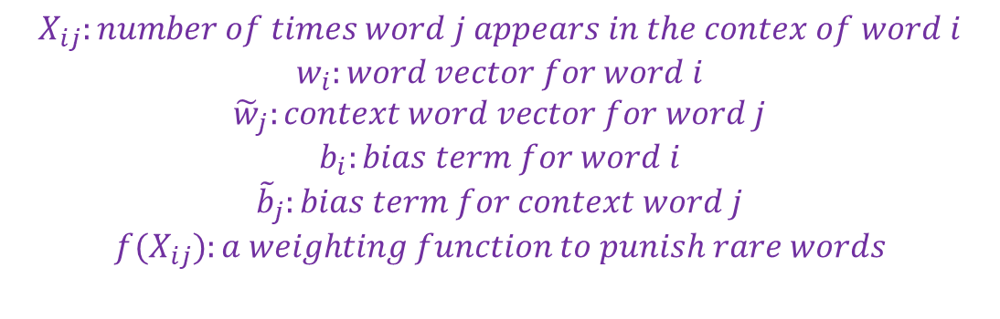 X_{ij}: number of times word j appears in the contex of word i
w_i: word vector for word i
w̃_j: context word vector for word j
b_i: bias term for word i
b̃_j: bias term for context word j
f(X_{ij}): a weighting function to punish rare words